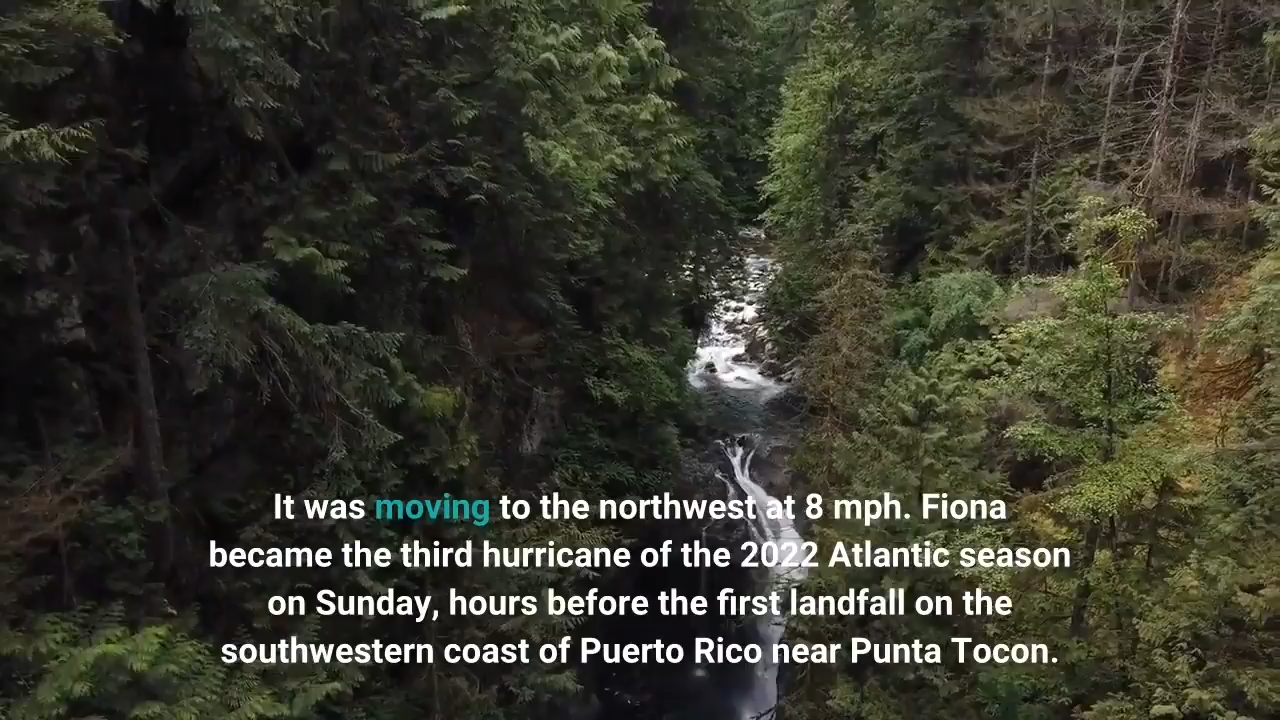 It was moving to the northwest at 8 mph. Fiona
became the third hurricane of the 2022 Atlantic season
on Sunday, hours before the first landfall on the
southwestern coast of Puerto Rico near Punta Tocon.